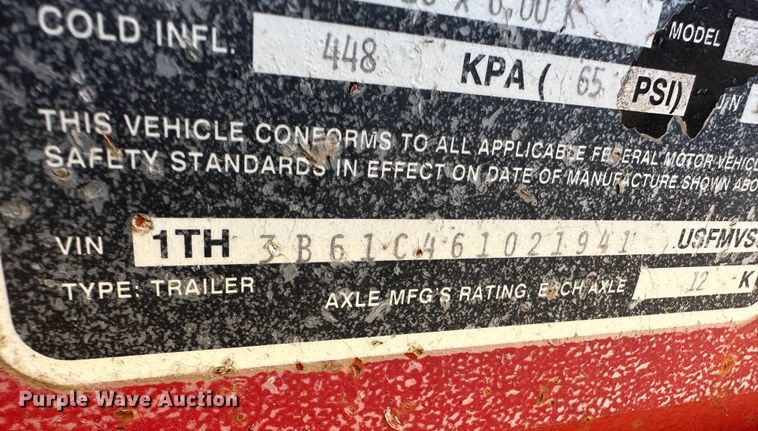 MODEL
COLD INFL. 448 KPA ( 65 PSI)
THIS VEHICLE CONFORMS TO ALL APPLICABLE FEDERAL MOTOR VEHICL
SAFETY STANDARDS IN EFFECT ON DATE OF MANUFACTURE SHOWN ABO
VIN 1TH 3B61C461021941 USFMVS
TYPE: TRAILER AXLE MFG'S RATING, EACH AXLE 12 K
Purple Wave Auction